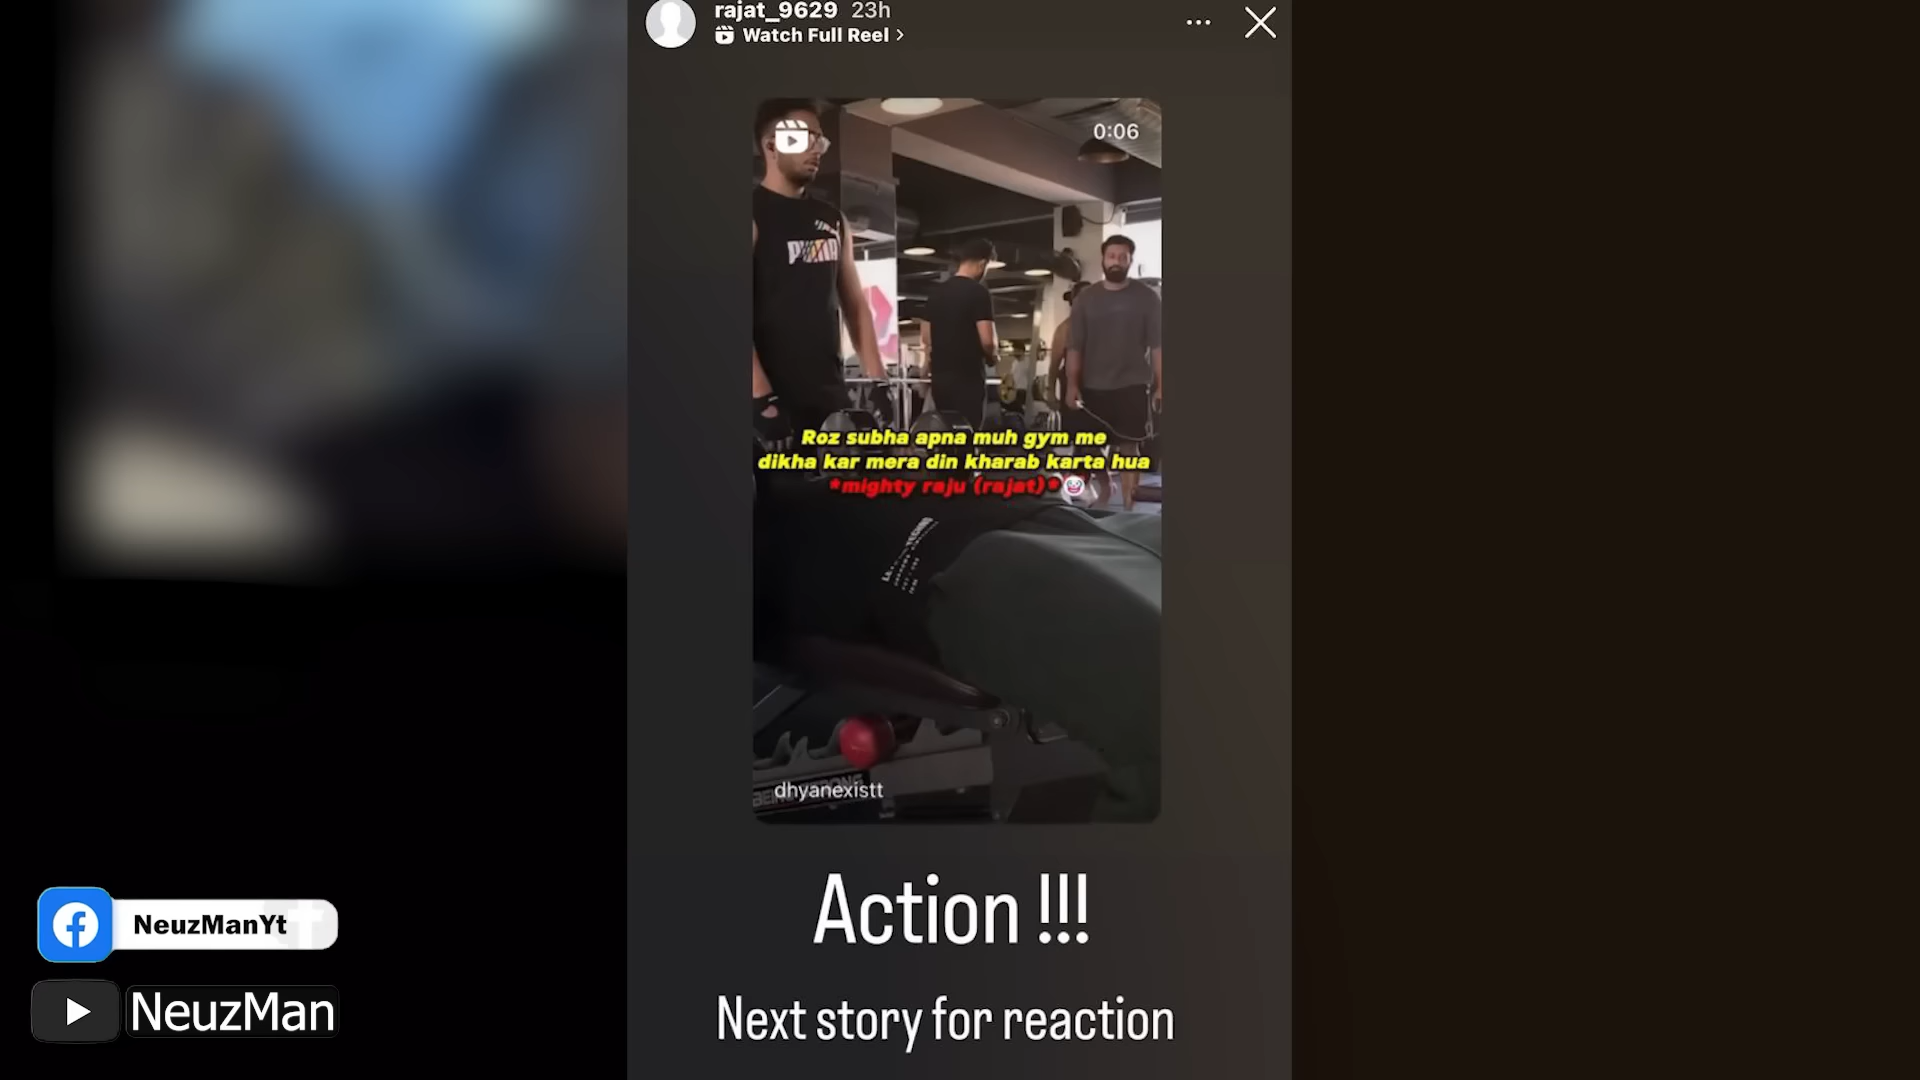 rajat_9629 23h
Watch Full Reel >
0:06
PUMA
Roz subha apna muh gym me
dikha kar mera din kharab karta hua
*mighty raju (rajat)*🤡
dhyanexistt
Action !!!
Next story for reaction
NeuzManYt
NeuzMan